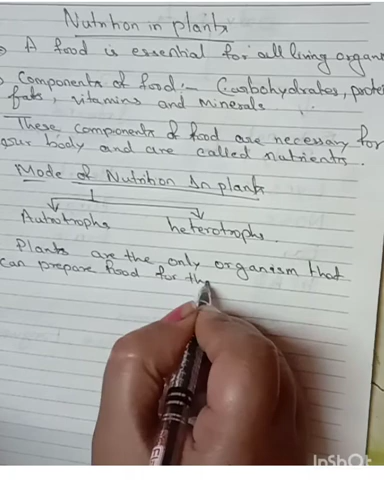 Nutrition in plants
A food is essential for all living organ
Components of food:- Carbohydrates, prote
fats, vitamins and Minerals.
These components of food are necessary for
our body and are called nutrients.
Mode of Nutrition In plants
Autotrophs heterotrophs.
Plants are the only organism that
can prepare food for the
InShOt